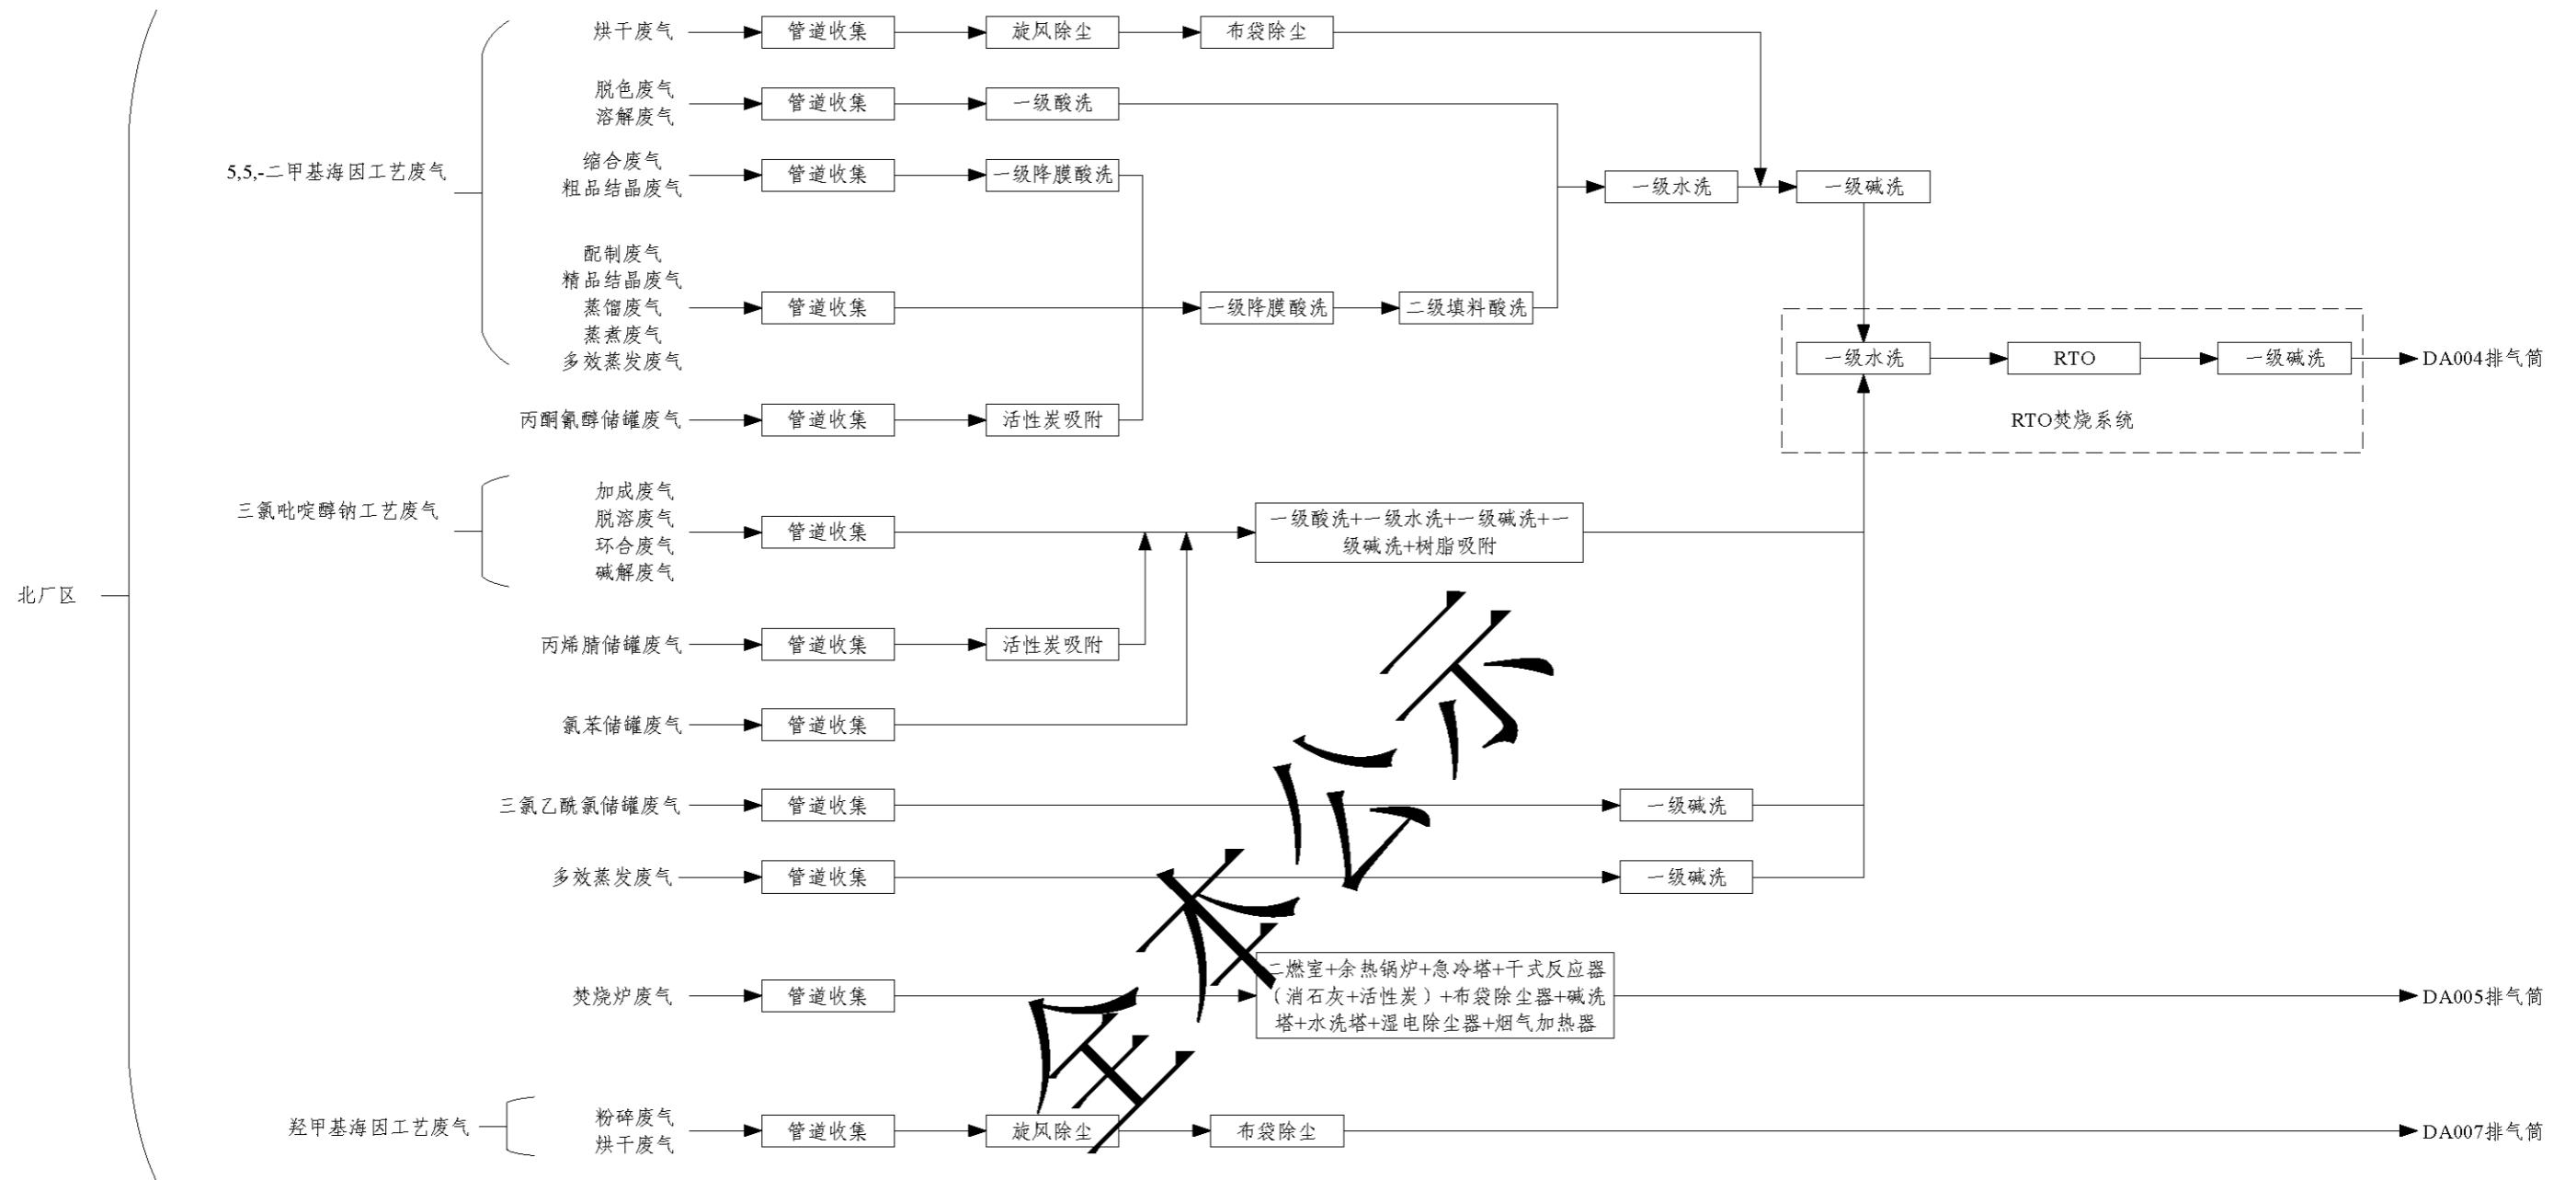 烘干废气 管道收集 旋风除尘 布袋除尘
脱色废气
溶解废气
管道收集 一级酸洗
缩合废气
粗品结晶废气
管道收集 一级降膜酸洗
一级水洗 一级碱洗
5,5,-二甲基海因工艺废气
配制废气
精品结晶废气
蒸馏废气
蒸煮废气
多效蒸发废气
管道收集 一级降膜酸洗 二级填料酸洗
一级水洗 RTO 一级碱洗 DA004排气筒
RTO焚烧系统
丙酮氰醇储罐废气 管道收集 活性炭吸附
三氯吡啶醇钠工艺废气
加成废气
脱溶废气
环合废气
碱解废气
管道收集
一级酸洗+一级水洗+一级碱洗+一
级碱洗+树脂吸附
北厂区
丙烯腈储罐废气 管道收集 活性炭吸附
氯苯储罐废气 管道收集
三氯乙酰氯储罐废气 管道收集 一级碱洗
多效蒸发废气 管道收集 一级碱洗
焚烧炉废气 管道收集
二燃室+余热锅炉+急冷塔+干式反应器
(消石灰+活性炭)+布袋除尘器+碱洗
塔+水洗塔+湿电除尘器+烟气加热器
DA005排气筒
羟甲基海因工艺废气
粉碎废气
烘干废气
管道收集 旋风除尘 布袋除尘 DA007排气筒
全本公示